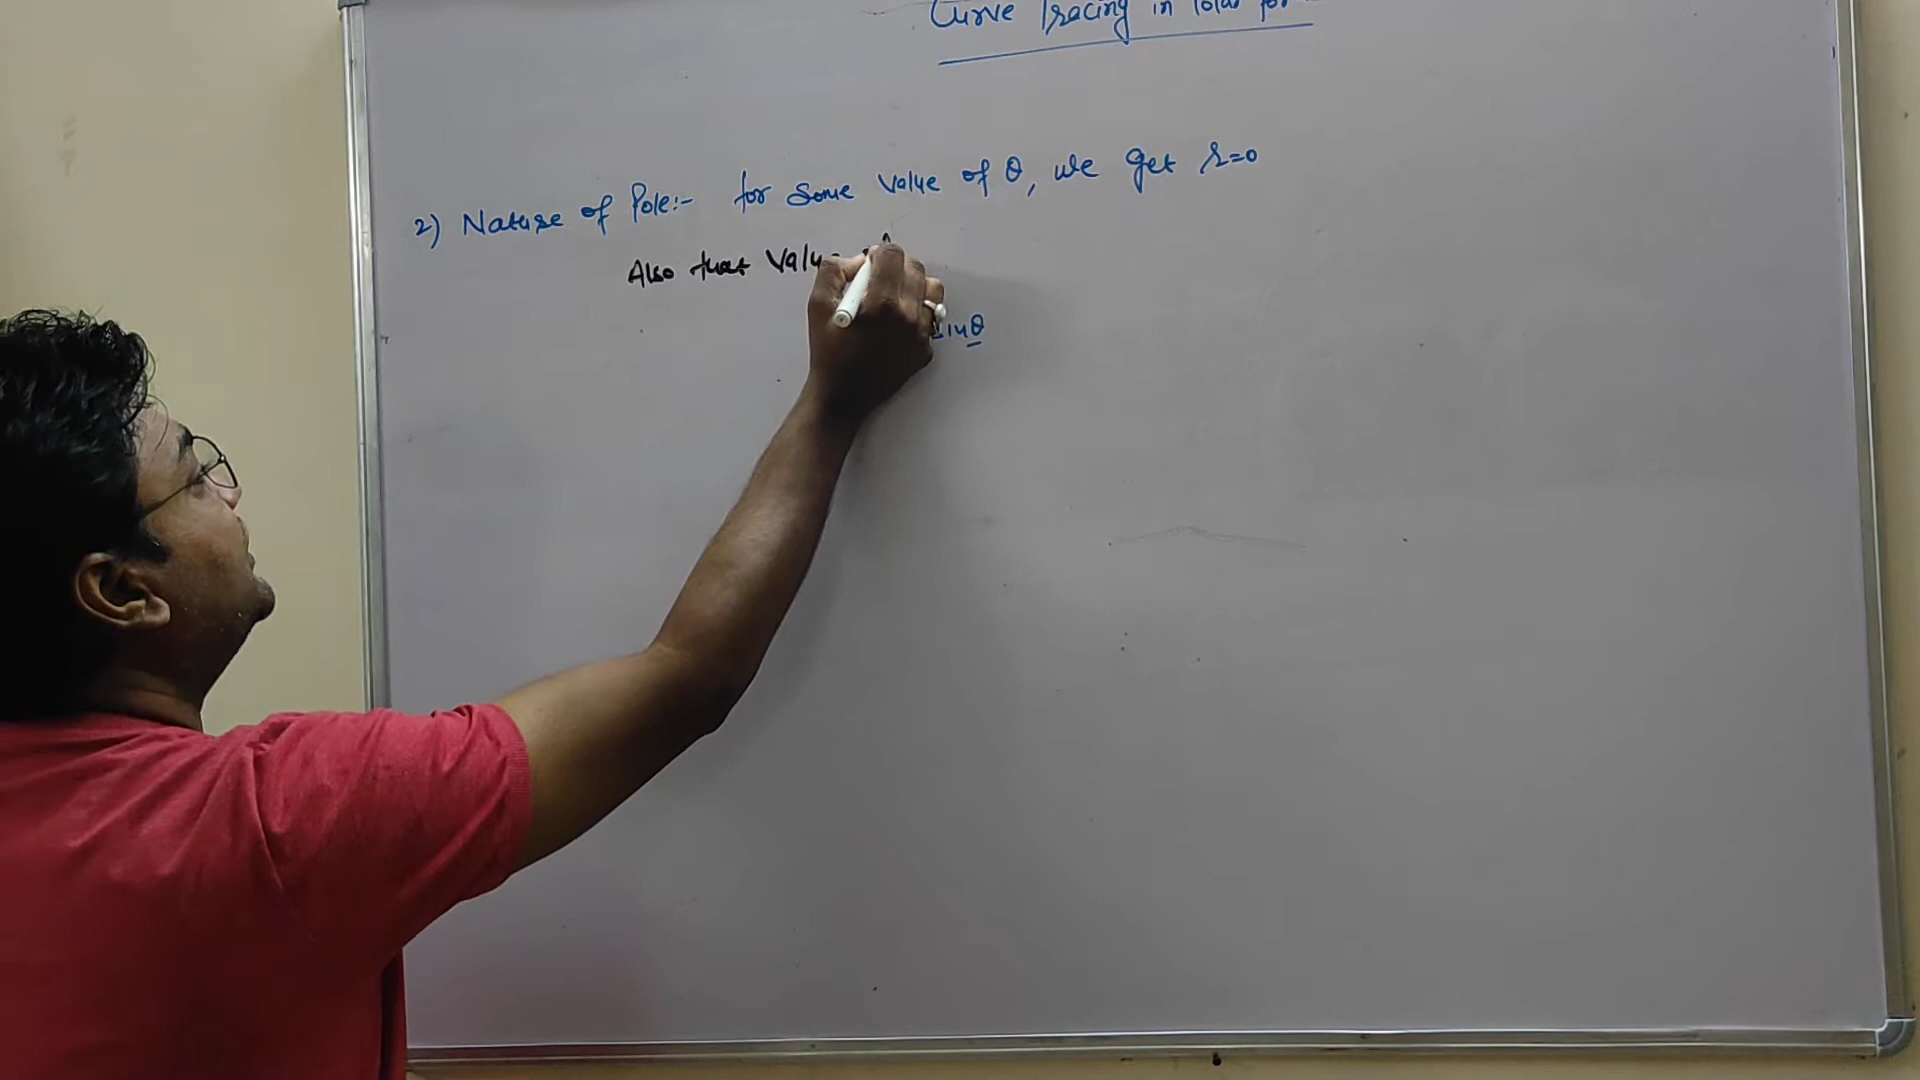 Curve Tracing in Polar for
2) Nature of Pole:- for some value of θ, we get r=0
Also that Value
sinθ